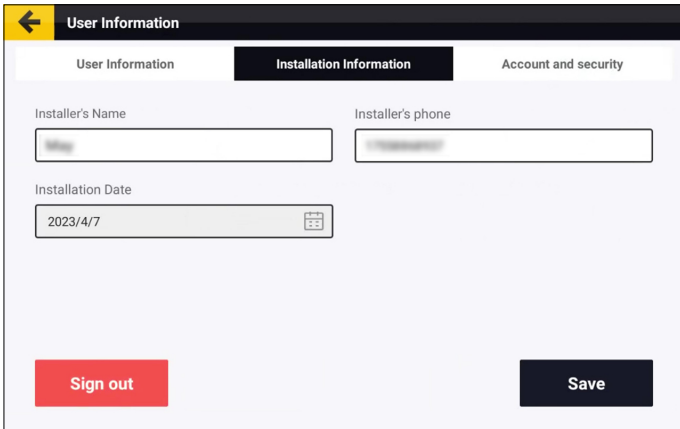 User Information
User Information Installation Information Account and security
Installer's Name Installer's phone
Installation Date
2023/4/7
Sign out Save